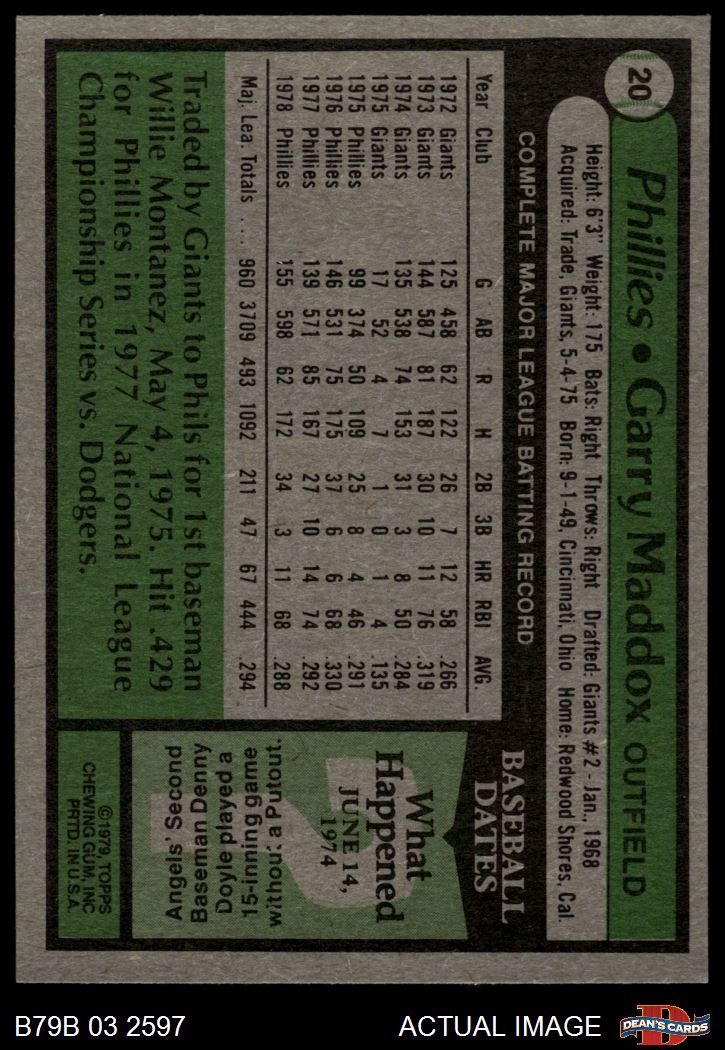 20
Phillies • Garry Maddox OUTFIELD
Height: 6'3" Weight: 175 Bats: Right Throws: Right Drafted: Giants #2 - Jan., 1968
Acquired: Trade, Giants, 5-4-75 Born: 9-1-49, Cincinnati, Ohio Home: Redwood Shores, Cal.
COMPLETE MAJOR LEAGUE BATTING RECORD
Year Club G AB R H 2B 3B HR RBI AVG.
1972 Giants 125 458 62 122 26 7 12 58 .266
1973 Giants 144 587 81 187 30 10 11 76 .319
1974 Giants 135 538 74 153 31 3 8 50 .284
1975 Giants 17 52 4 7 1 0 1 4 .135
1975 Phillies 99 374 50 109 25 8 4 46 .291
1976 Phillies 146 531 75 175 37 6 6 68 .330
1977 Phillies 139 571 85 167 27 10 14 74 .292
1978 Phillies 155 598 62 172 34 3 11 68 .288
Maj. Lea. Totals .... 960 3709 493 1092 211 47 67 444 .294
Traded by Giants to Phils for 1st baseman
Willie Montanez, May 4, 1975. Hit .429
for Phillies in 1977 National League
Championship Series vs. Dodgers.
BASEBALL
DATES
What
Happened
JUNE 14,
1974
Angels' Second
Baseman Denny
Doyle played a
15-inning game
without a Putout.
©1979, TOPPS
CHEWING GUM, INC
PRTD. IN U.S.A.
B79B 03 2597
ACTUAL IMAGE
D
DEAN'S CARDS